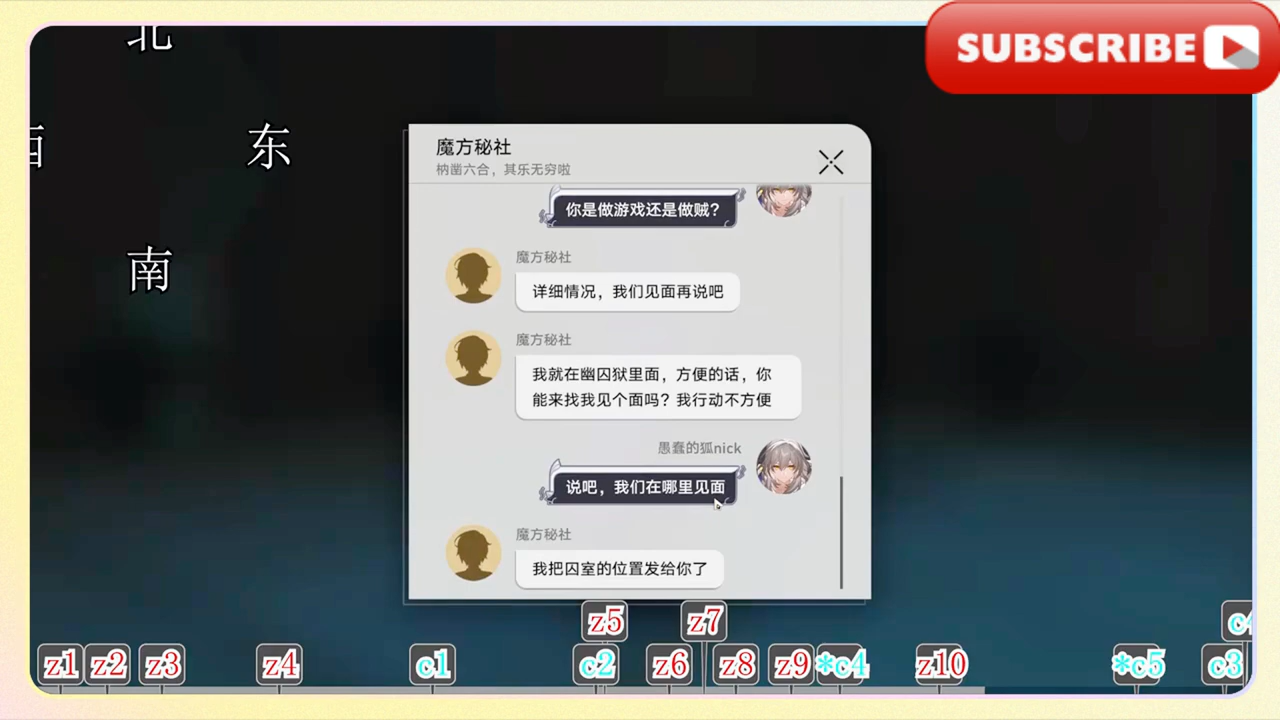 北
SUBSCRIBE
西
东
南
魔方秘社
枘凿六合，其乐无穷啦
你是做游戏还是做贼？
魔方秘社
详细情况，我们见面再说吧
魔方秘社
我就在幽囚狱里面，方便的话，你
能来找我见个面吗？我行动不方便
愚蠢的狐nick
说吧，我们在哪里见面
魔方秘社
我把囚室的位置发给你了
z5
z7
c4
z1
z2
z3
z4
c1
c2
z6
z8
z9
*c4
z10
*c5
c3